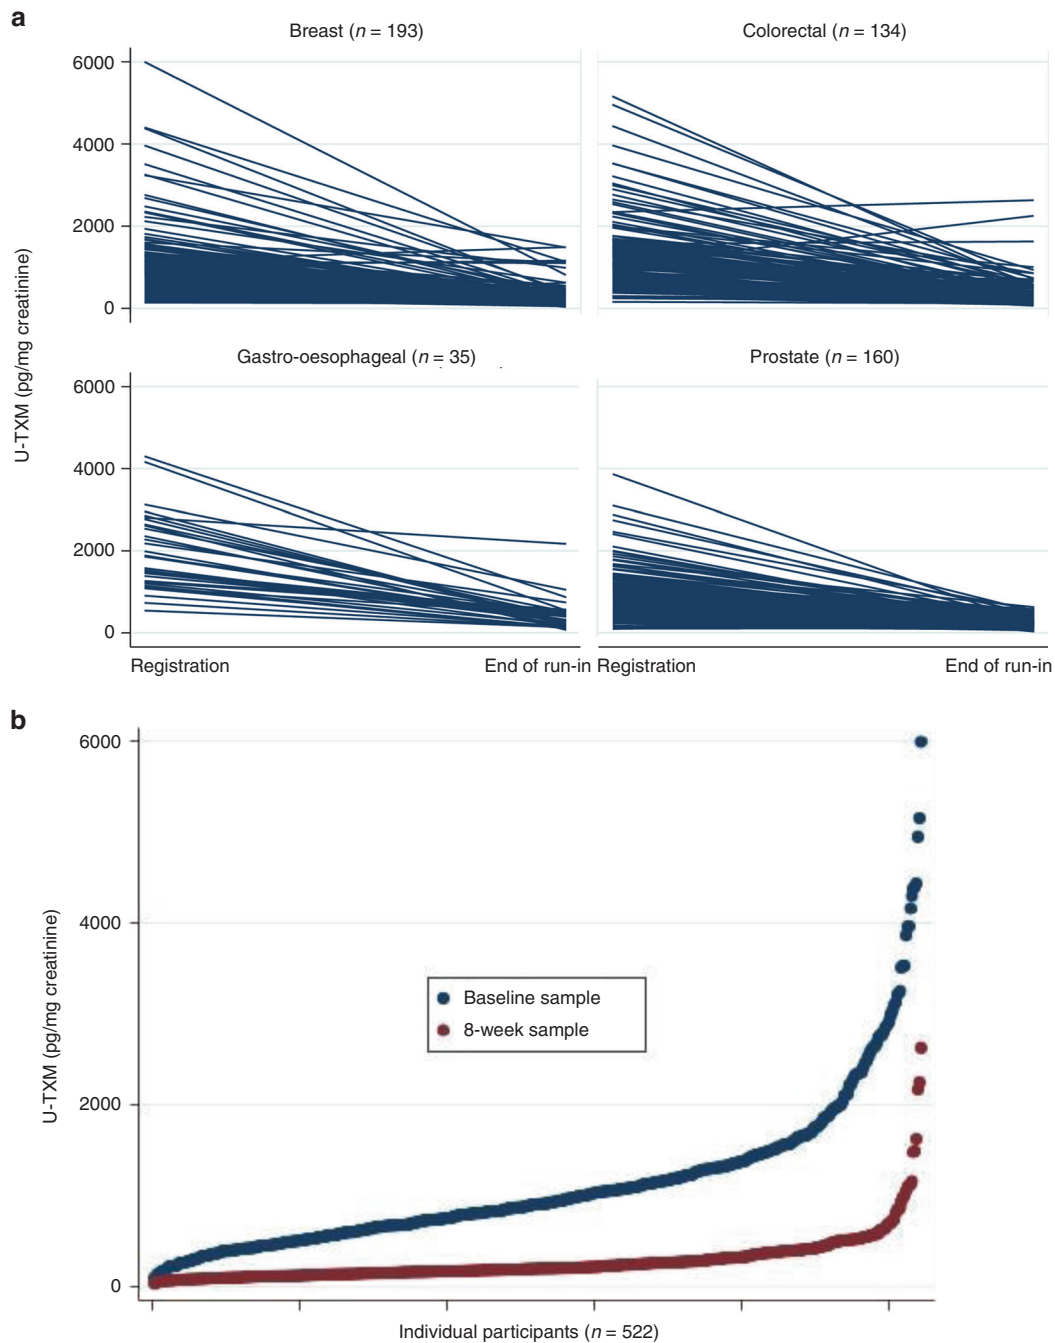 a
Breast (n = 193)
Colorectal (n = 134)
6000
4000
2000
0
Gastro-oesophageal (n = 35)
Prostate (n = 160)
6000
4000
2000
0
U-TXM (pg/mg creatinine)
Registration
End of run-in
Registration
End of run-in
b
6000
4000
2000
0
U-TXM (pg/mg creatinine)
Baseline sample
8-week sample
Individual participants (n = 522)